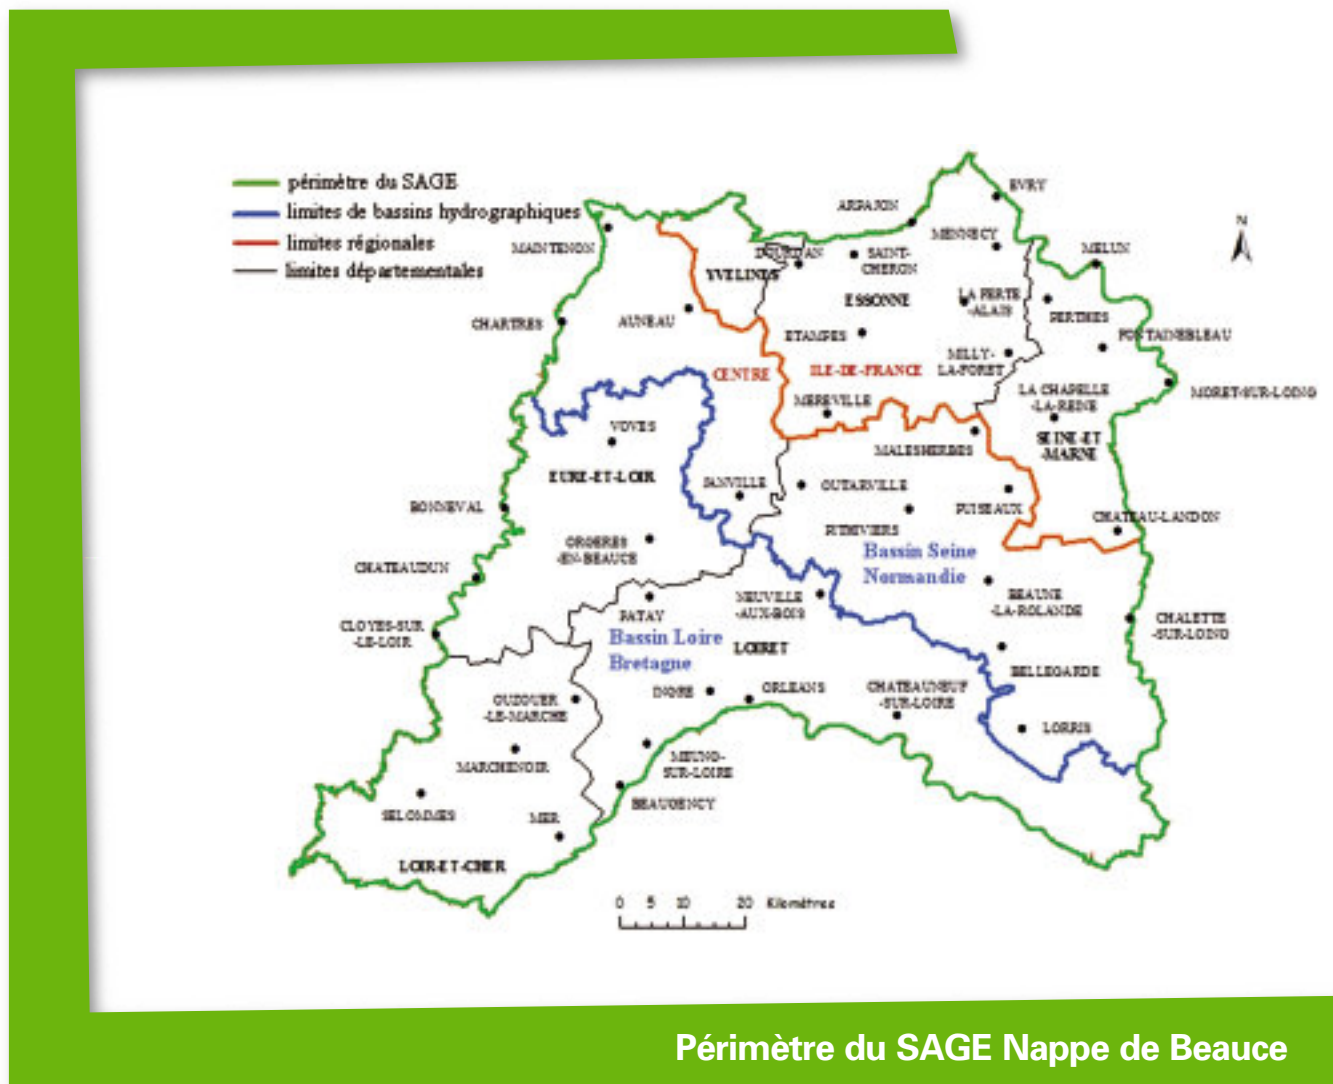 périmètre du SAGE
limites de bassins hydrographiques
limites régionales
limites départementales
N
EVRY
ARPAJON
MENNECY
MAINTENON
DOURDAN
SAINT-
CHERON
MELUN
YVELINES
ESSONNE
LA FERTE
-ALAIS
PERTHES
CHARTRES
AUNEAU
ETAMPES
FONTAINEBLEAU
MILLY-
LA-FORET
CENTRE
ILE-DE-FRANCE
LA CHAPELLE
-LA-REINE
MORET-SUR-LOING
MEREVILLE
VOVES
MALESHERBES
SEINE-ET
-MARNE
EURE-ET-LOIR
JANVILLE
OUTARVILLE
BONNEVAL
PUISEAUX
CHATEAU-LANDON
PITHIVIERS
ORGERES
-EN-BEAUCE
Bassin Seine
Normandie
CHATEAUDUN
NEUVILLE
-AUX-BOIS
BEAUNE
-LA-ROLANDE
PATAY
CLOYES-SUR
-LE-LOIR
CHALETTE
-SUR-LOING
Bassin Loire
Bretagne
LOIRET
BELLEGARDE
INGRE
ORLEANS
CHATEAUNEUF
-SUR-LOIRE
OUZOUER
-LE-MARCHE
LORRIS
MEUNG-
SUR-LOIRE
MARCHENOIR
BEAUGENCY
SELOMMES
MER
LOIR-ET-CHER
0 5 10 20 Kilomètres
Périmètre du SAGE Nappe de Beauce